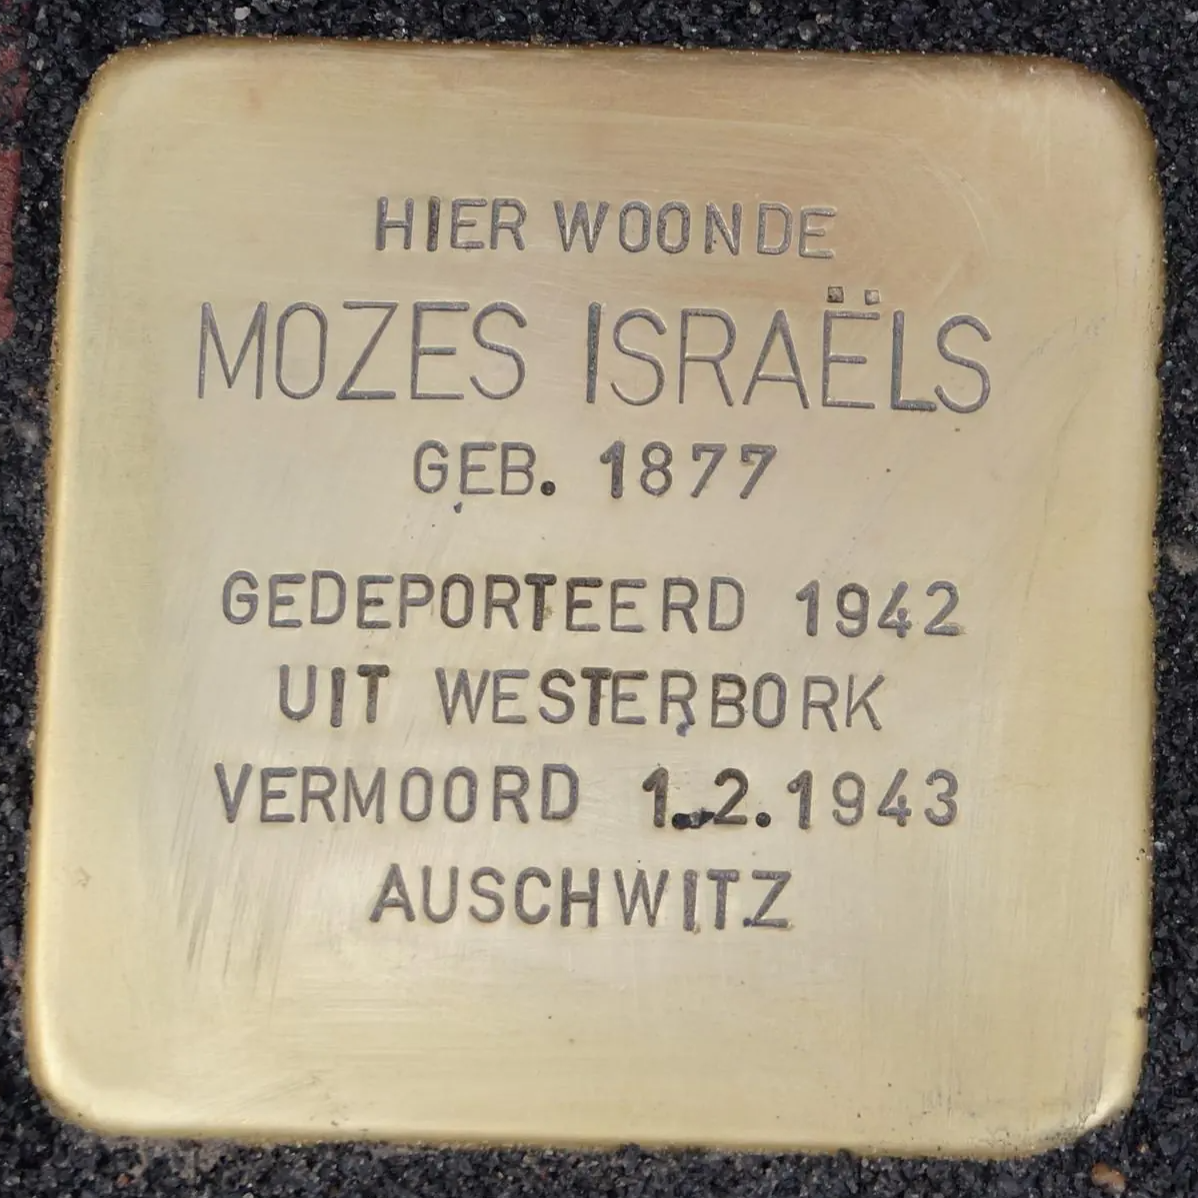 HIER WOONDE
MOZES ISRAËLS
GEB. 1877
GEDEPORTEERD 1942
UIT WESTERBORK
VERMOORD 1.2.1943
AUSCHWITZ